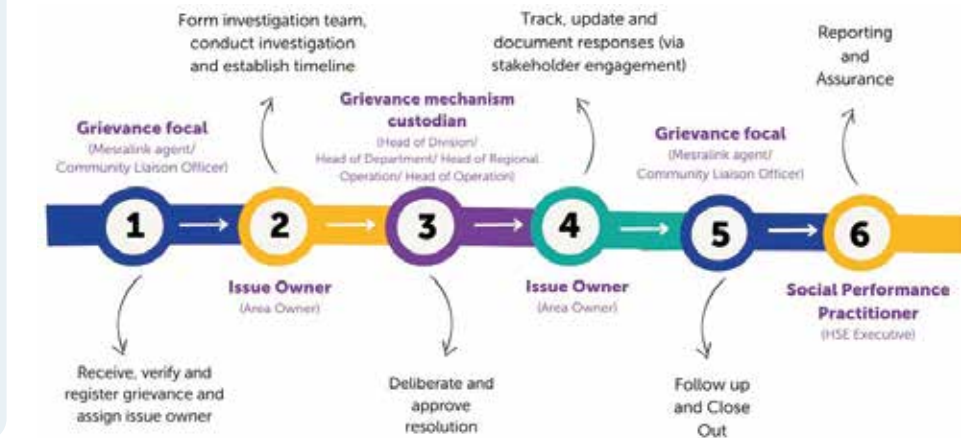 Grievance focal
(Mesralink agent/
Community Liaison Officer)
1
Receive, verify and
register grievance and
assign issue owner
Form investigation team,
conduct investigation
and establish timeline
2
Issue Owner
(Area Owner)
Grievance mechanism
custodian
(Head of Division/
Head of Department/ Head of Regional
Operation/ Head of Operation)
3
Deliberate and
approve
resolution
Track, update and
document responses (via
stakeholder engagement)
4
Issue Owner
(Area Owner)
Grievance focal
(Mesralink agent/
Community Liaison Officer)
5
Follow up
and Close
Out
Reporting
and
Assurance
6
Social Performance
Practitioner
(HSE Executive)